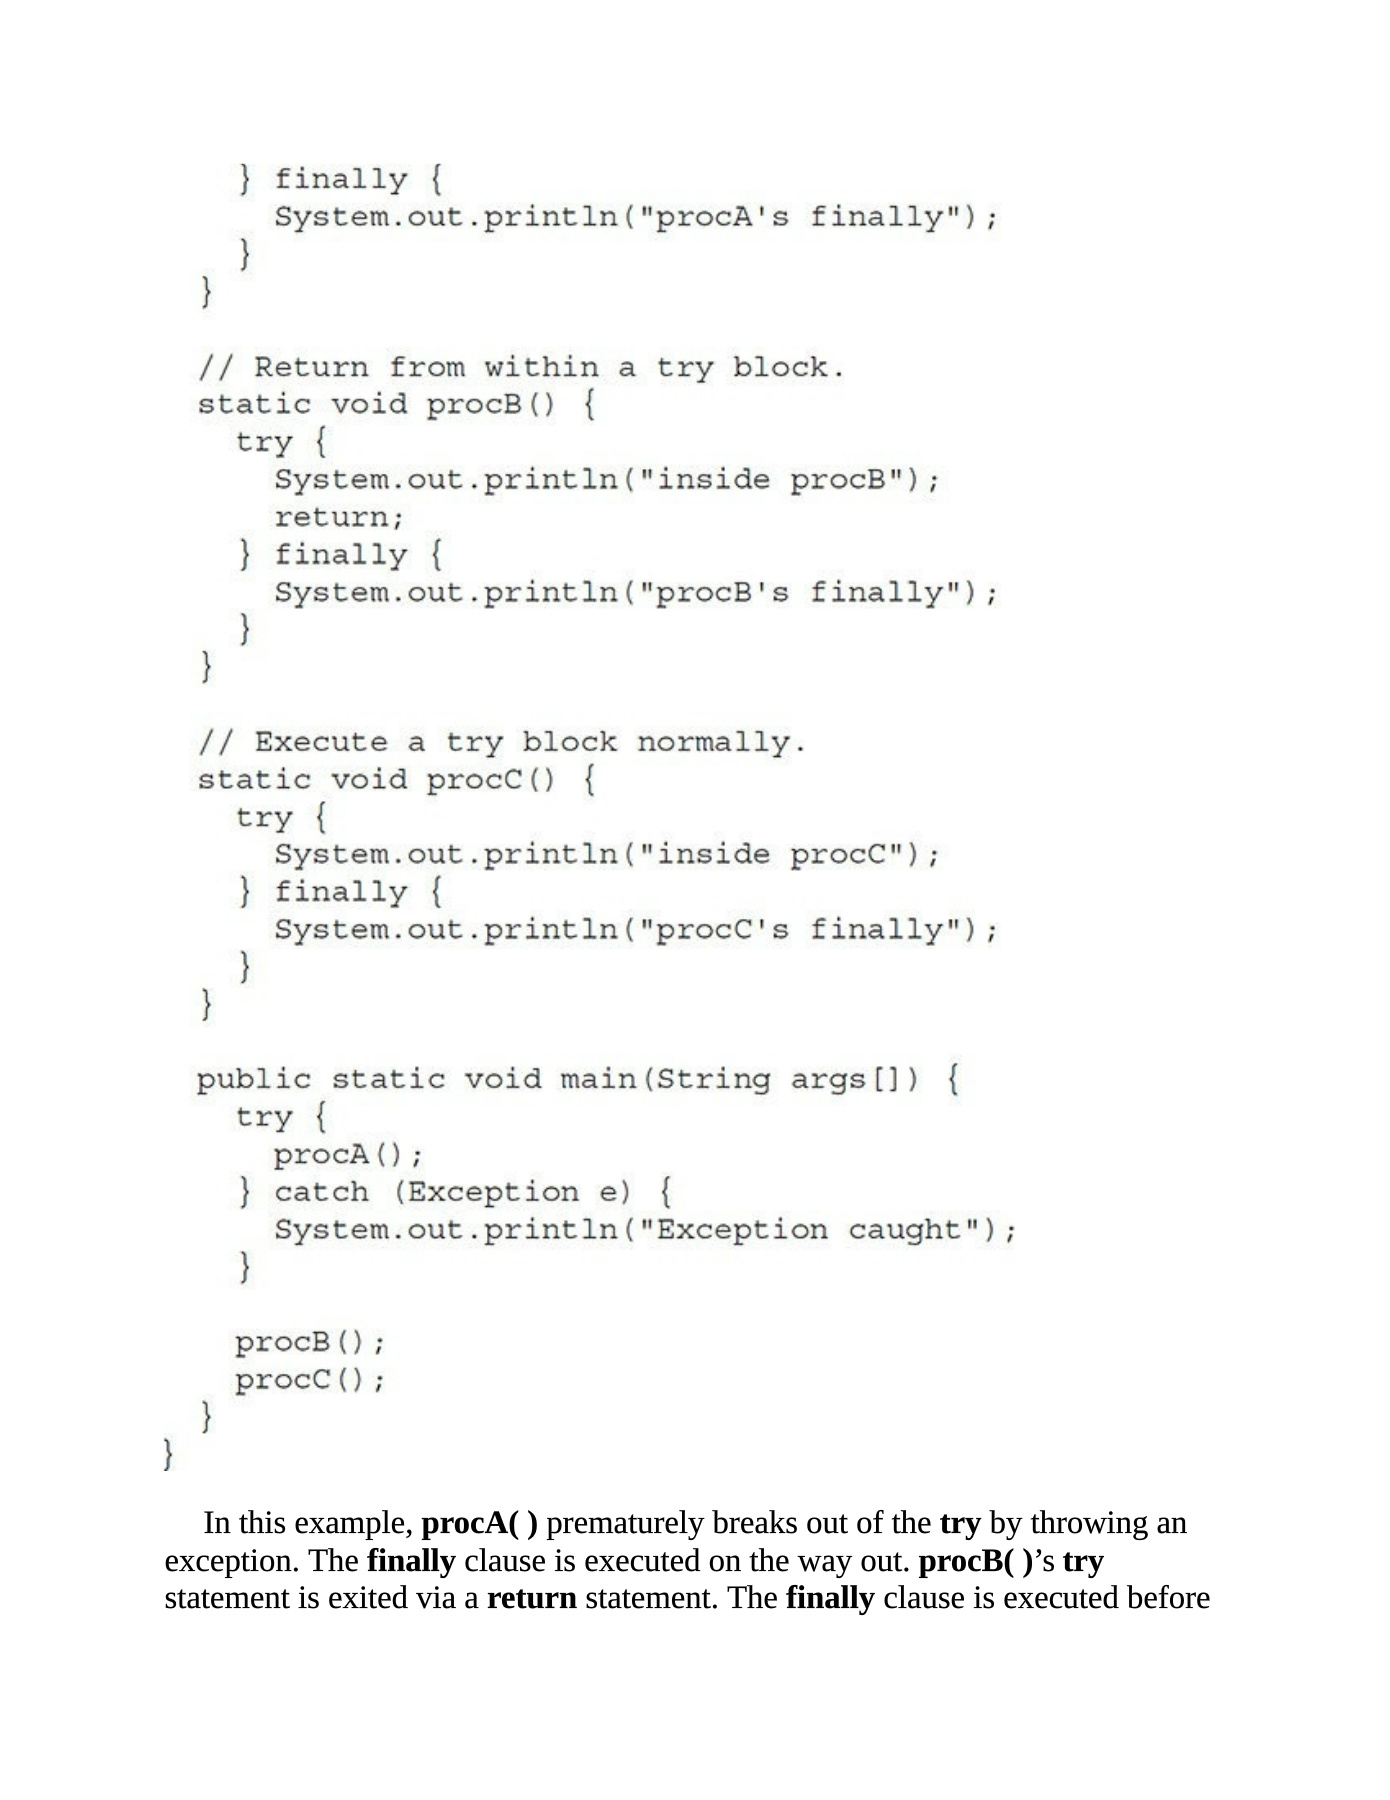 } finally {
      System.out.println("procA's finally");
    }
  }

  // Return from within a try block.
  static void procB() {
    try {
      System.out.println("inside procB");
      return;
    } finally {
      System.out.println("procB's finally");
    }
  }

  // Execute a try block normally.
  static void procC() {
    try {
      System.out.println("inside procC");
    } finally {
      System.out.println("procC's finally");
    }
  }

  public static void main(String args[]) {
    try {
      procA();
    } catch (Exception e) {
      System.out.println("Exception caught");
    }

    procB();
    procC();
  }
}
In this example, procA( ) prematurely breaks out of the try by throwing an
exception. The finally clause is executed on the way out. procB( )’s try
statement is exited via a return statement. The finally clause is executed before